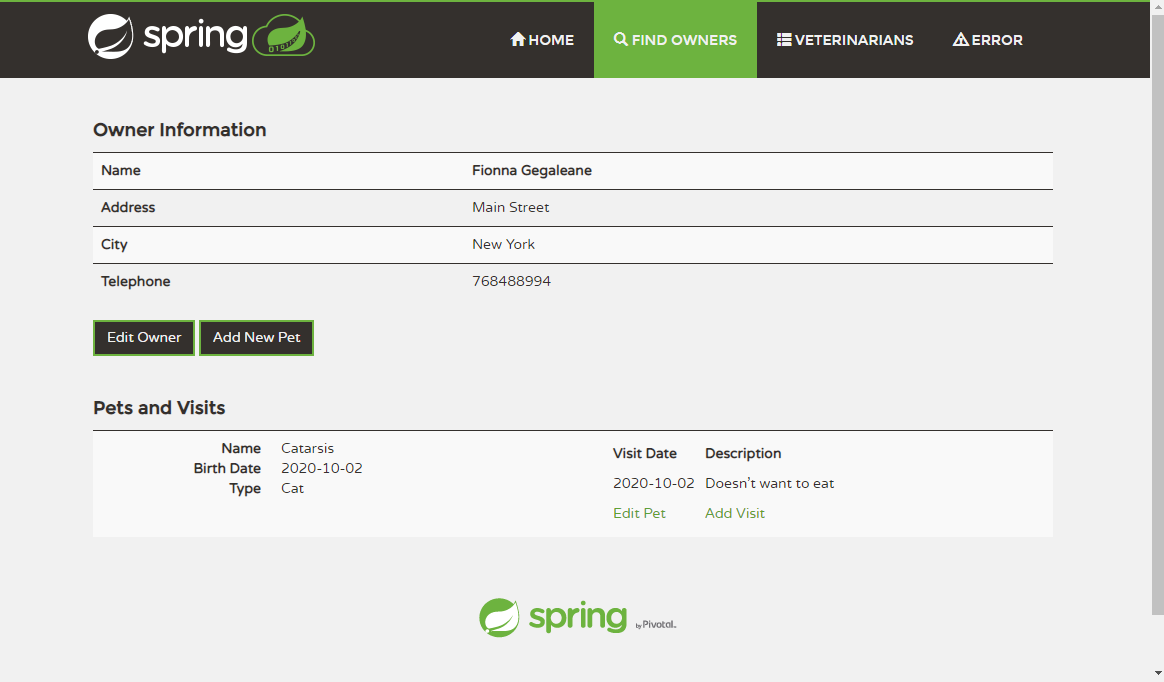 spring
HOME FIND OWNERS VETERINARIANS ERROR
Owner Information
Name Fionna Gegaleane
Address Main Street
City New York
Telephone 768488994
Edit Owner Add New Pet
Pets and Visits
Name Catarsis
Birth Date 2020-10-02
Type Cat
Visit Date Description
2020-10-02 Doesn't want to eat
Edit Pet Add Visit
spring by Pivotal.